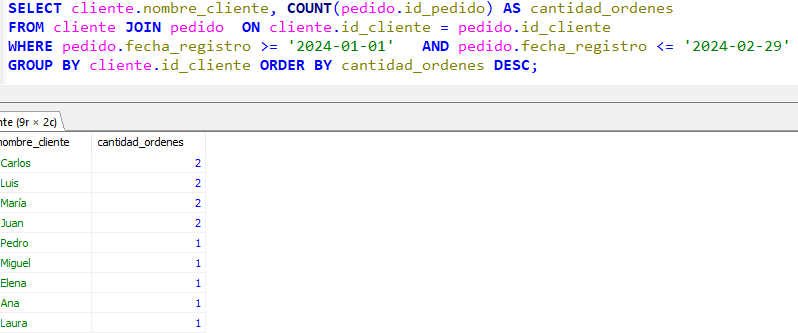 SELECT cliente.nombre_cliente, COUNT(pedido.id_pedido) AS cantidad_ordenes
FROM cliente JOIN pedido  ON cliente.id_cliente = pedido.id_cliente
WHERE pedido.fecha_registro >= '2024-01-01'   AND pedido.fecha_registro <= '2024-02-29'
GROUP BY cliente.id_cliente ORDER BY cantidad_ordenes DESC;
nte (9r × 2c)
nombre_cliente cantidad_ordenes
Carlos 2
Luis 2
María 2
Juan 2
Pedro 1
Miguel 1
Elena 1
Ana 1
Laura 1